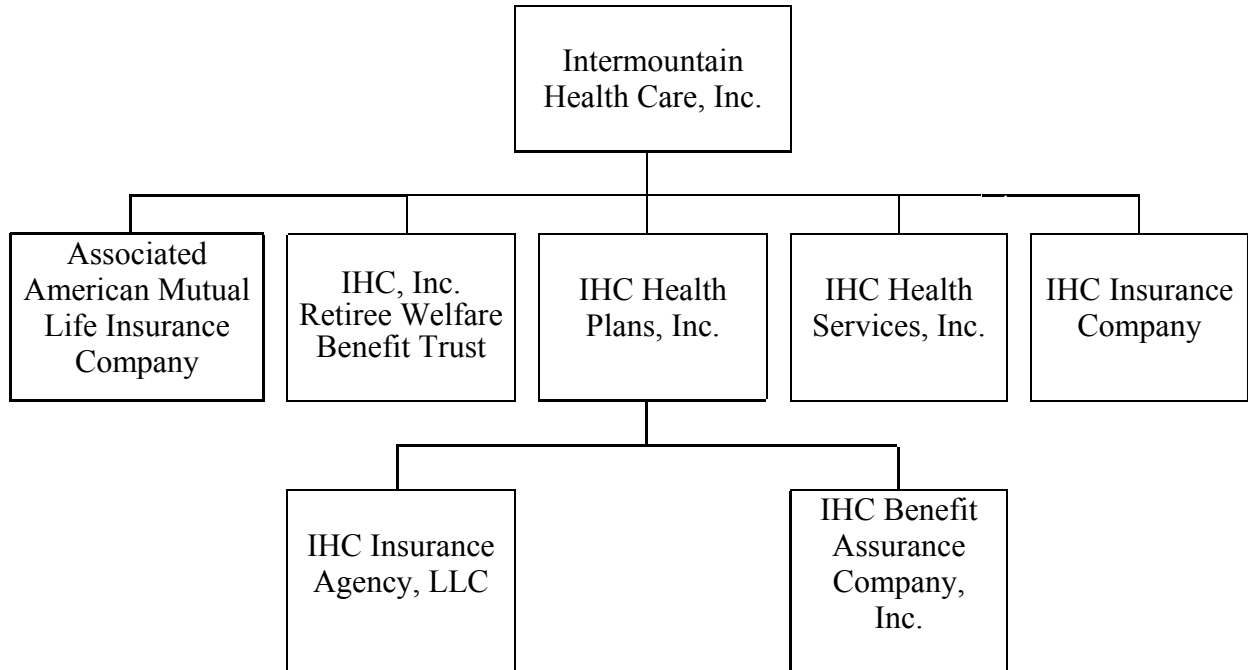 Intermountain
Health Care, Inc.
Associated
American Mutual
Life Insurance
Company
IHC, Inc.
Retiree Welfare
Benefit Trust
IHC Health
Plans, Inc.
IHC Health
Services, Inc.
IHC Insurance
Company
IHC Insurance
Agency, LLC
IHC Benefit
Assurance
Company,
Inc.